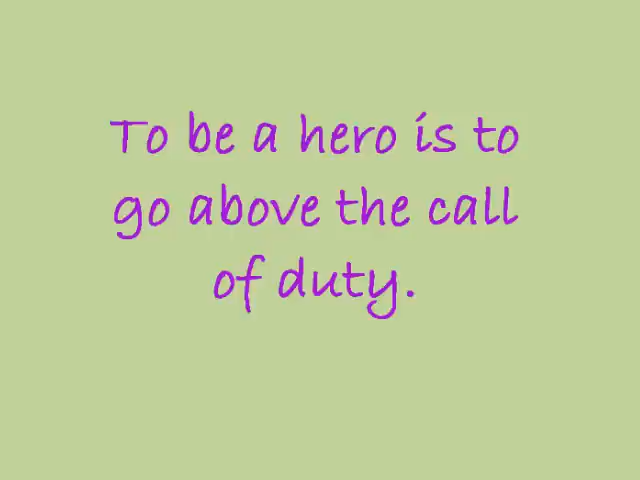 To be a hero is to
go above the call
of duty.